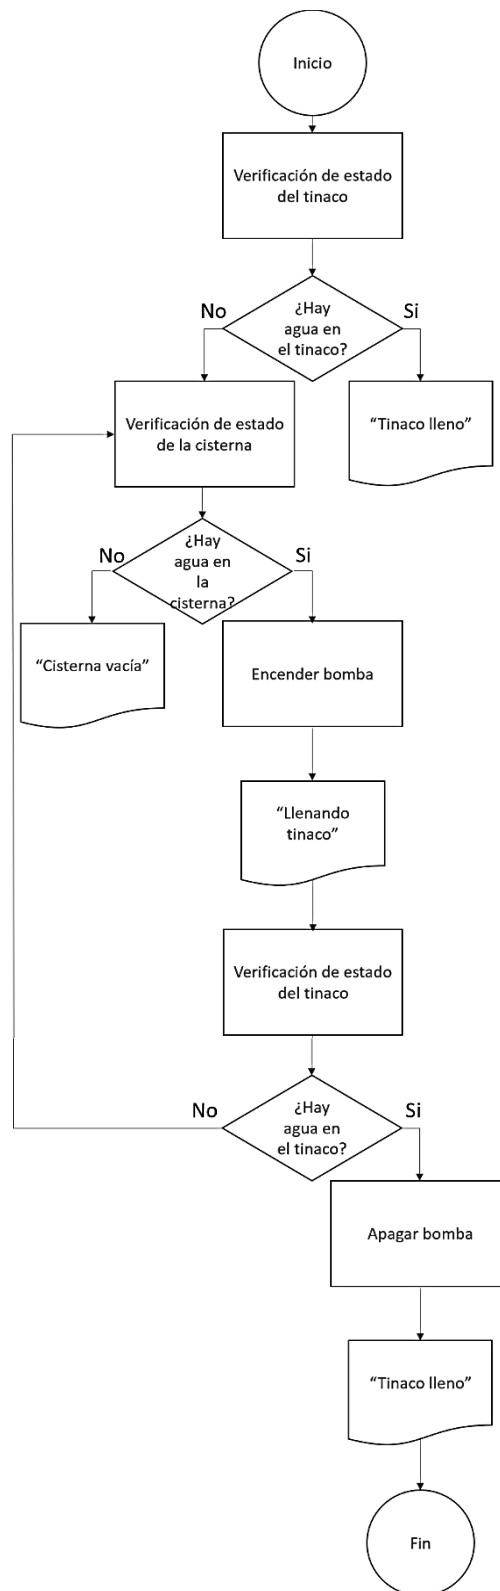 Inicio
Verificación de estado
del tinaco
¿Hay
agua en
el tinaco?
No
Si
Verificación de estado
de la cisterna
“Tinaco lleno”
¿Hay
agua en
la
cisterna?
No
Si
“Cisterna vacía”
Encender bomba
“Llenando
tinaco”
Verificación de estado
del tinaco
¿Hay
agua en
el tinaco?
No
Si
Apagar bomba
“Tinaco lleno”
Fin